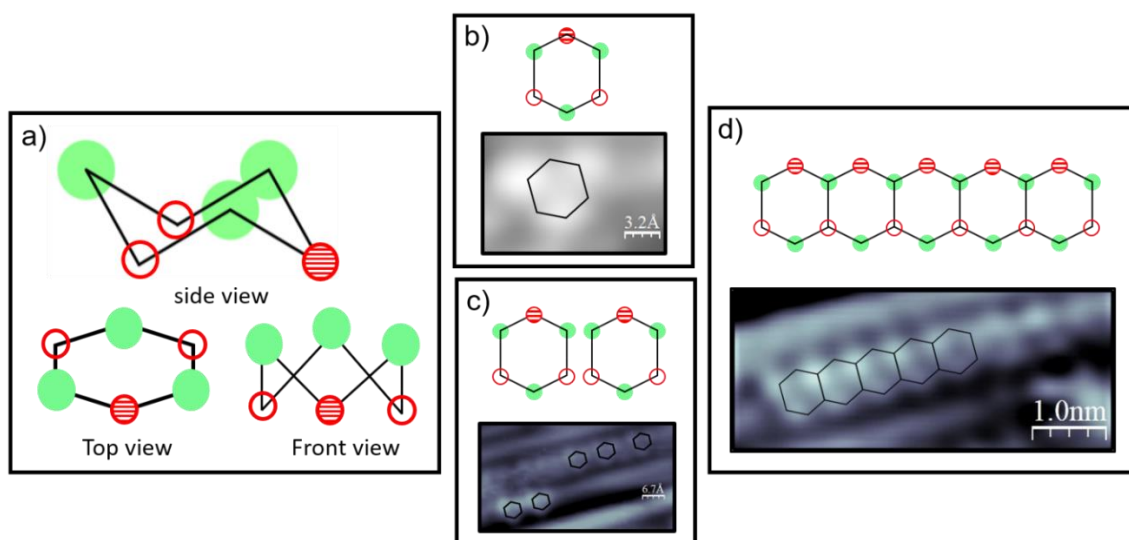 a)
side view
Top view
Front view
b)
3.2Å
c)
6.7Å
d)
1.0nm